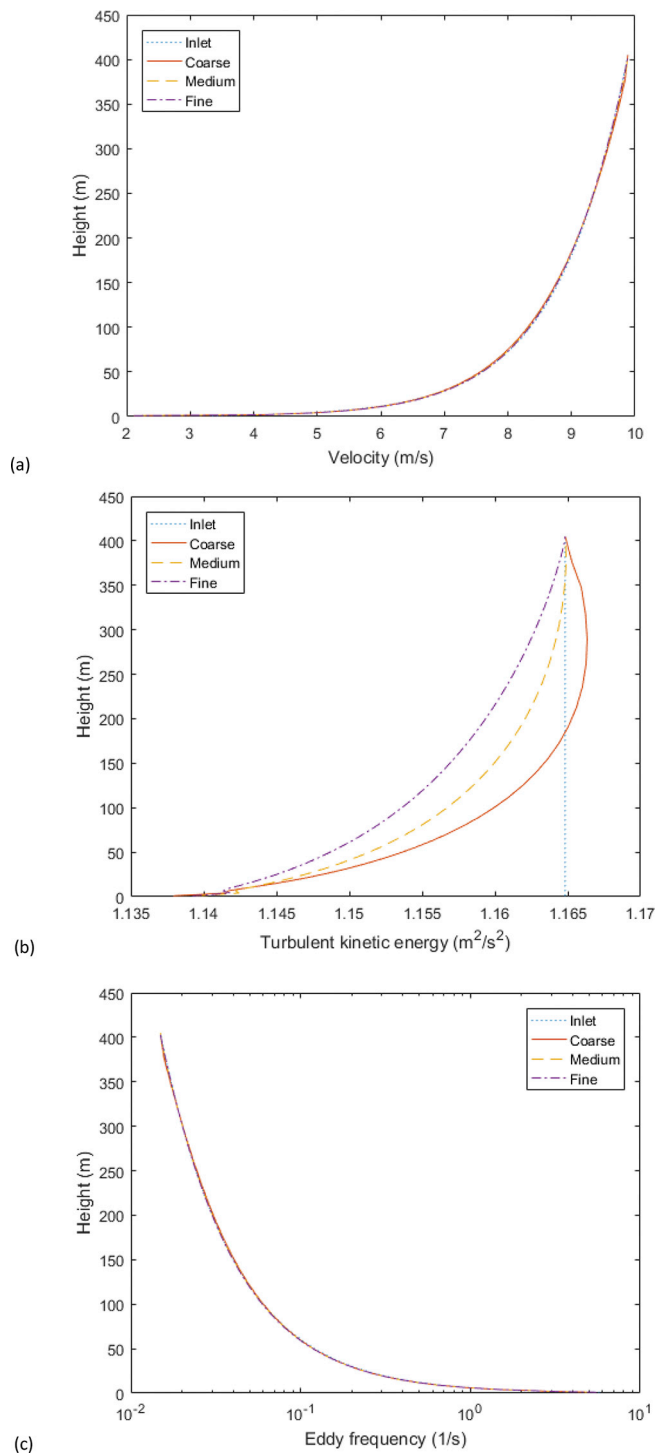 450
400
350
300
250
200
150
100
50
0
Height (m)
Inlet
Coarse
Medium
Fine
2 3 4 5 6 7 8 9 10
Velocity (m/s)
(a)
450
400
350
300
250
200
150
100
50
0
Height (m)
Inlet
Coarse
Medium
Fine
1.135 1.14 1.145 1.15 1.155 1.16 1.165 1.17
Turbulent kinetic energy (m²/s²)
(b)
450
400
350
300
250
200
150
100
50
0
Height (m)
Inlet
Coarse
Medium
Fine
10⁻² 10⁻¹ 10⁰ 10¹
Eddy frequency (1/s)
(c)